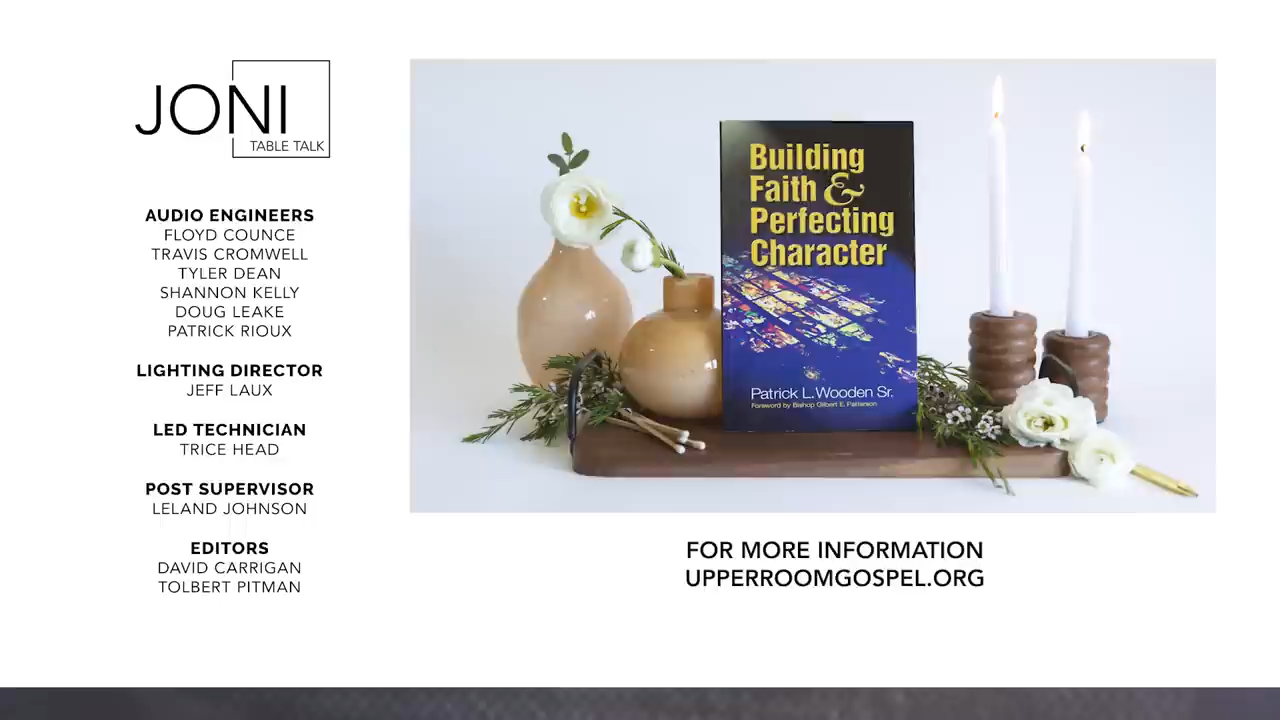 JONI
TABLE TALK
AUDIO ENGINEERS
FLOYD COUNCE
TRAVIS CROMWELL
TYLER DEAN
SHANNON KELLY
DOUG LEAKE
PATRICK RIOUX
LIGHTING DIRECTOR
JEFF LAUX
LED TECHNICIAN
TRICE HEAD
POST SUPERVISOR
LELAND JOHNSON
EDITORS
DAVID CARRIGAN
TOLBERT PITMAN
Building
Faith &
Perfecting
Character
Patrick L. Wooden Sr.
Foreword by Bishop Gilbert E. Patterson
FOR MORE INFORMATION
UPPERROOMGOSPEL.ORG